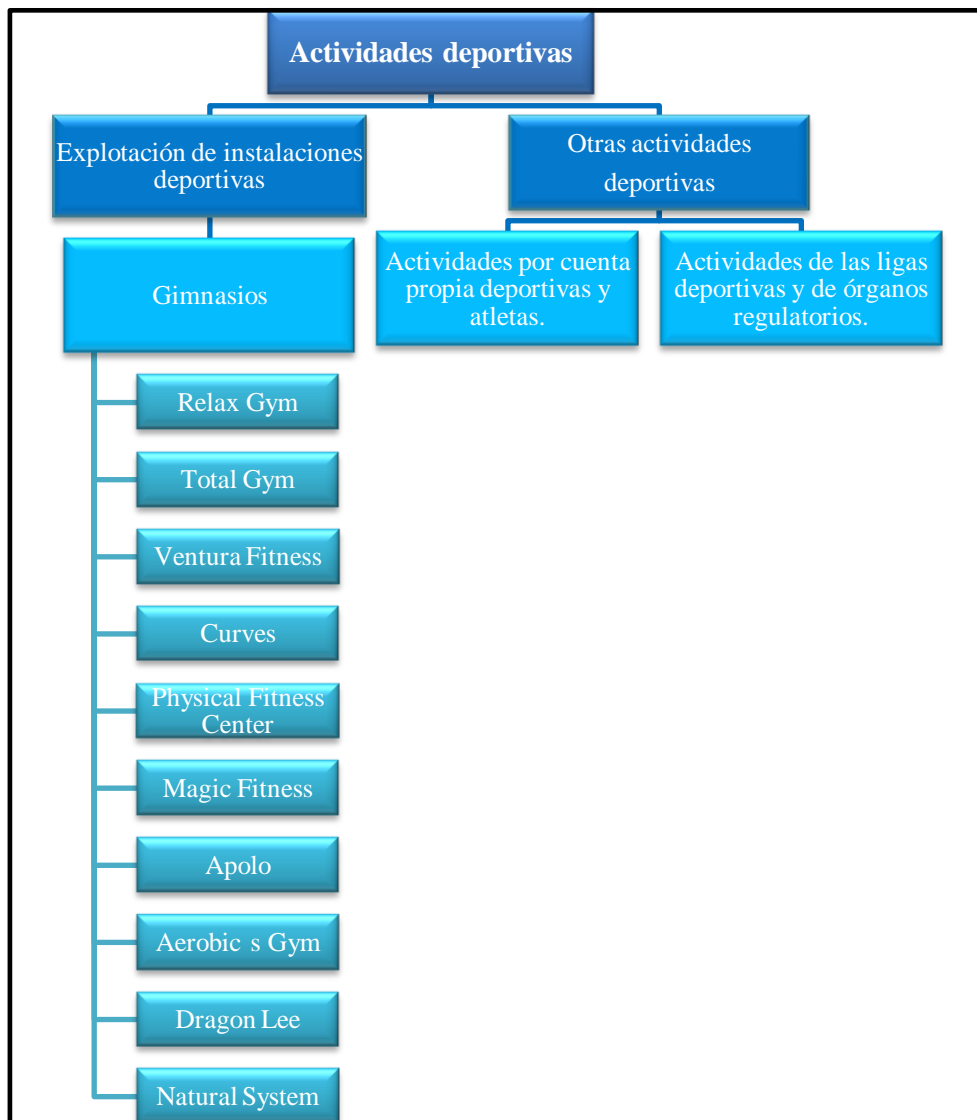 Actividades deportivas
Explotación de instalaciones
deportivas
Otras actividades
deportivas
Gimnasios
Actividades por cuenta
propia deportivas y
atletas.
Actividades de las ligas
deportivas y de órganos
regulatorios.
Relax Gym
Total Gym
Ventura Fitness
Curves
Physical Fitness
Center
Magic Fitness
Apolo
Aerobic s Gym
Dragon Lee
Natural System